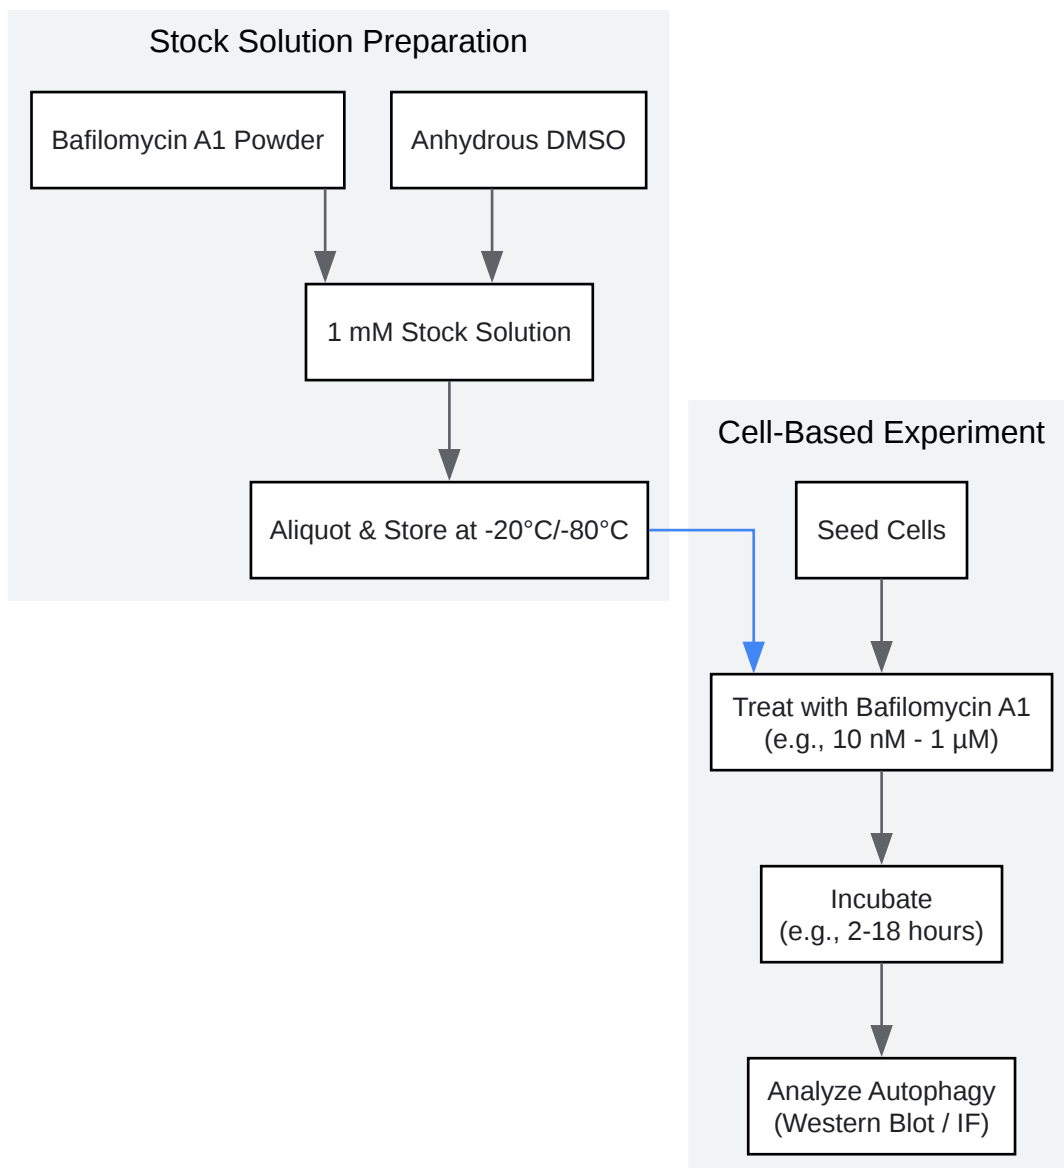 Stock Solution Preparation
Bafilomycin A1 Powder
Anhydrous DMSO
1 mM Stock Solution
Aliquot & Store at -20°C/-80°C
Cell-Based Experiment
Seed Cells
Treat with Bafilomycin A1
(e.g., 10 nM - 1 µM)
Incubate
(e.g., 2-18 hours)
Analyze Autophagy
(Western Blot / IF)